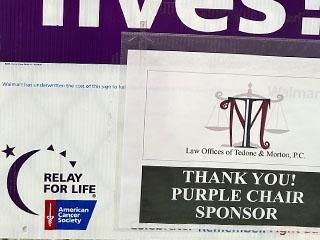 lives!
Walmart has underwritten the cost of this sign to
Law Offices of Tedone & Morton, P.C.
RELAY
FOR LIFE
American
Cancer
Society
THANK YOU!
PURPLE CHAIR
SPONSOR